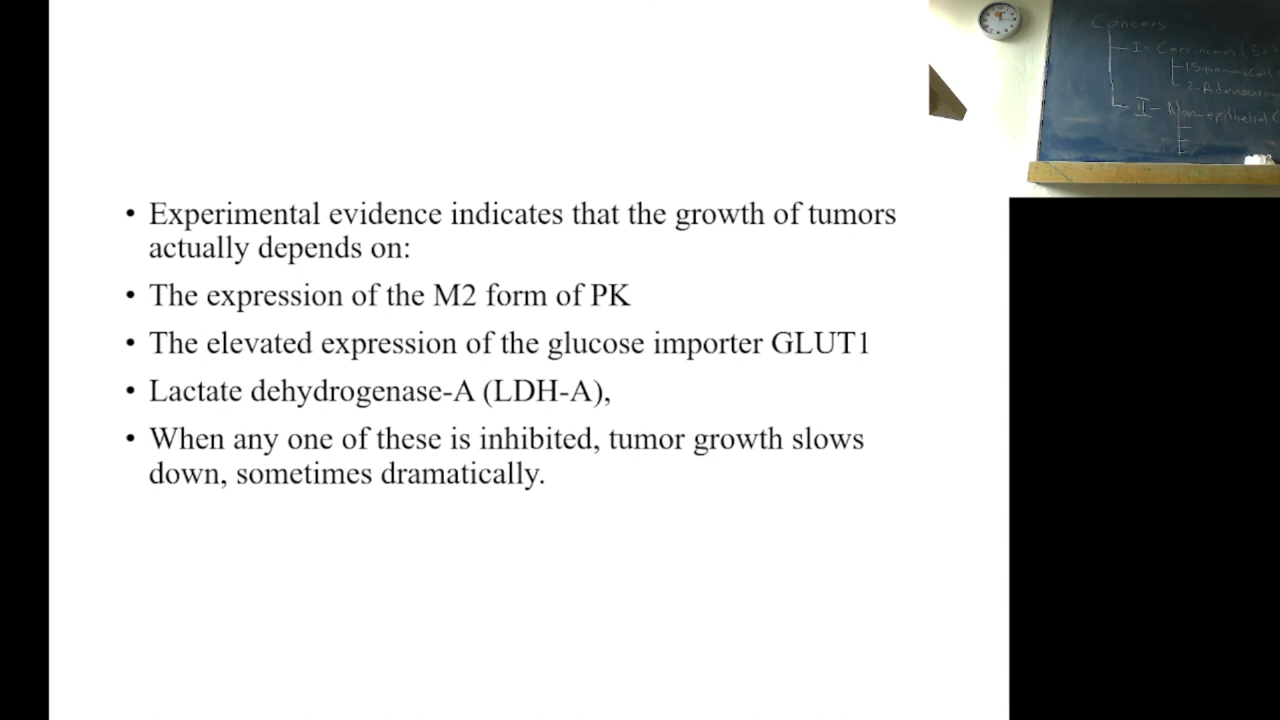 • Experimental evidence indicates that the growth of tumors
actually depends on:
• The expression of the M2 form of PK
• The elevated expression of the glucose importer GLUT1
• Lactate dehydrogenase-A (LDH-A),
• When any one of these is inhibited, tumor growth slows
down, sometimes dramatically.
Cancers
I- Carcinomas (
1-Squamous Cell
2-Adenocarcin
II- Non-epithelial (